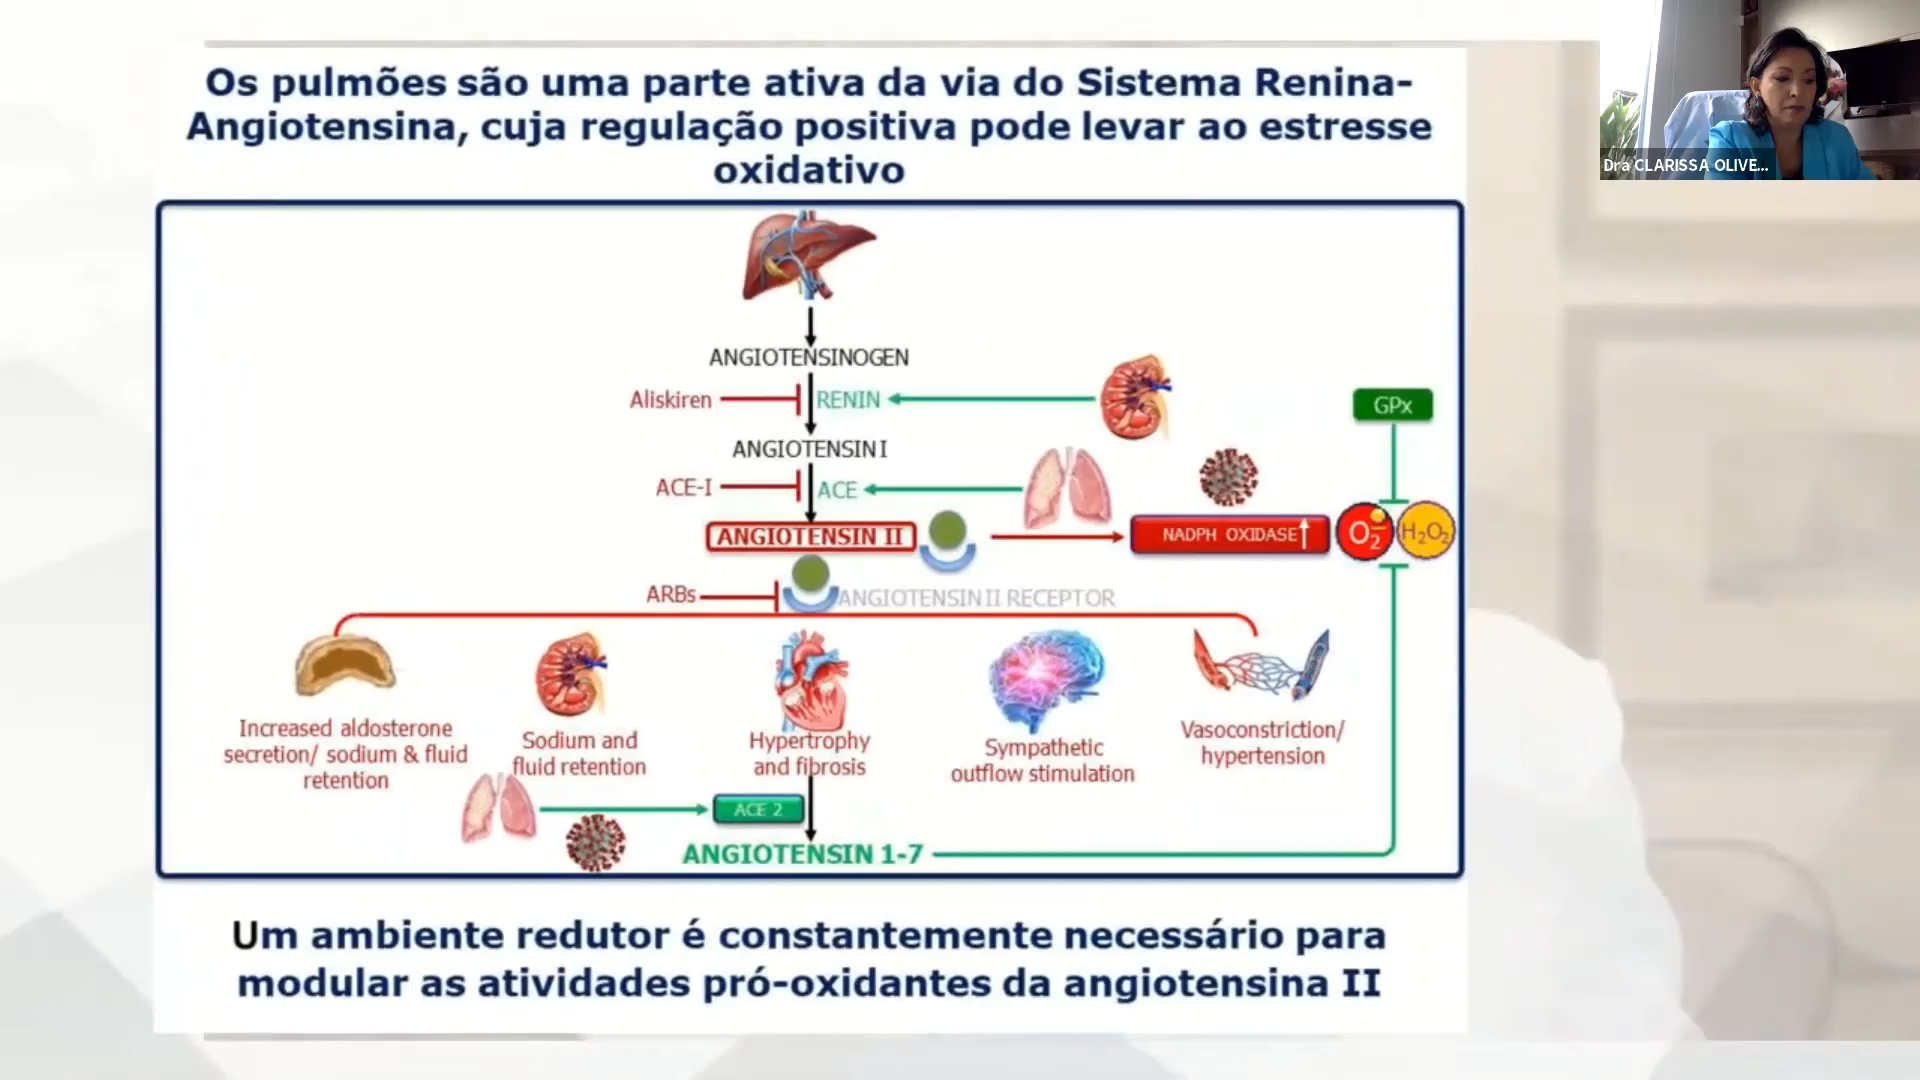 Os pulmões são uma parte ativa da via do Sistema Renina-
Angiotensina, cuja regulação positiva pode levar ao estresse
oxidativo
Dra CLARISSA OLIVE...
ANGIOTENSINOGEN
Aliskiren
RENIN
GPx
ANGIOTENSIN I
ACE-I
ACE
ANGIOTENSIN II
NADPH OXIDASE
O2-
H2O2
ARBs
ANGIOTENSIN II RECEPTOR
Increased aldosterone
secretion/ sodium & fluid
retention
Sodium and
fluid retention
Hypertrophy
and fibrosis
Sympathetic
outflow stimulation
Vasoconstriction/
hypertension
ACE 2
ANGIOTENSIN 1-7
Um ambiente redutor é constantemente necessário para
modular as atividades pró-oxidantes da angiotensina II